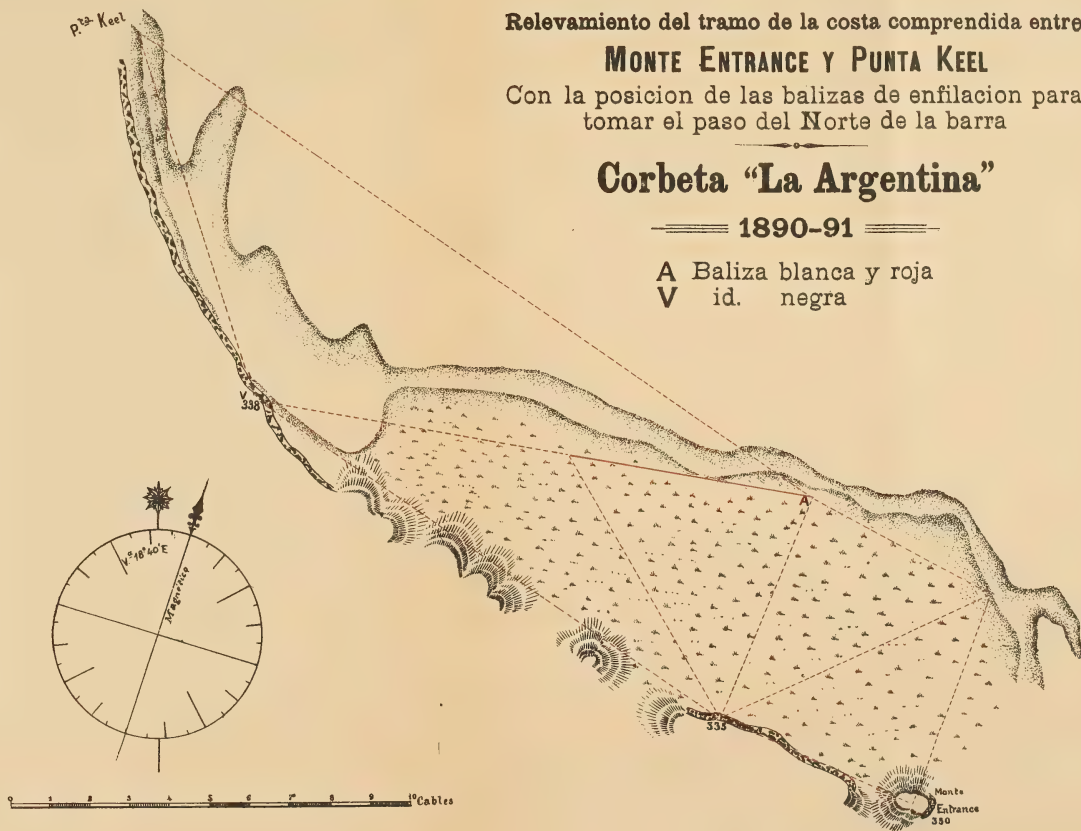 P.ta Keel
Relevamiento del tramo de la costa comprendida entre
MONTE ENTRANCE Y PUNTA KEEL
Con la posicion de las balizas de enfilacion para
tomar el paso del Norte de la barra
Corbeta “La Argentina”
1890-91
A Baliza blanca y roja
V id. negra
V
338
A
V=18°40'E
Magnetico
335
Monte
Entrance
350
0 1 2 3 4 5 6 7 8 9 10 Cables